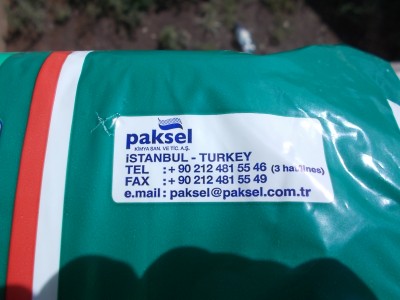 paksel
KİMYA SAN. VE TİC. A.Ş.
İSTANBUL - TURKEY
TEL : + 90 212 481 55 46 (3 hatlines)
FAX : + 90 212 481 55 49
e.mail : paksel@paksel.com.tr